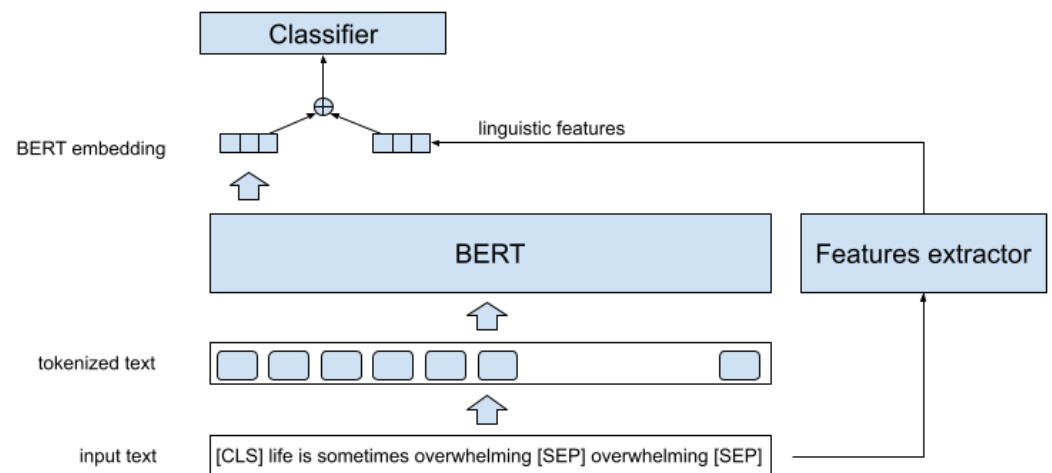 Classifier
linguistic features
BERT embedding
BERT
Features extractor
tokenized text
input text
[CLS] life is sometimes overwhelming [SEP] overwhelming [SEP]